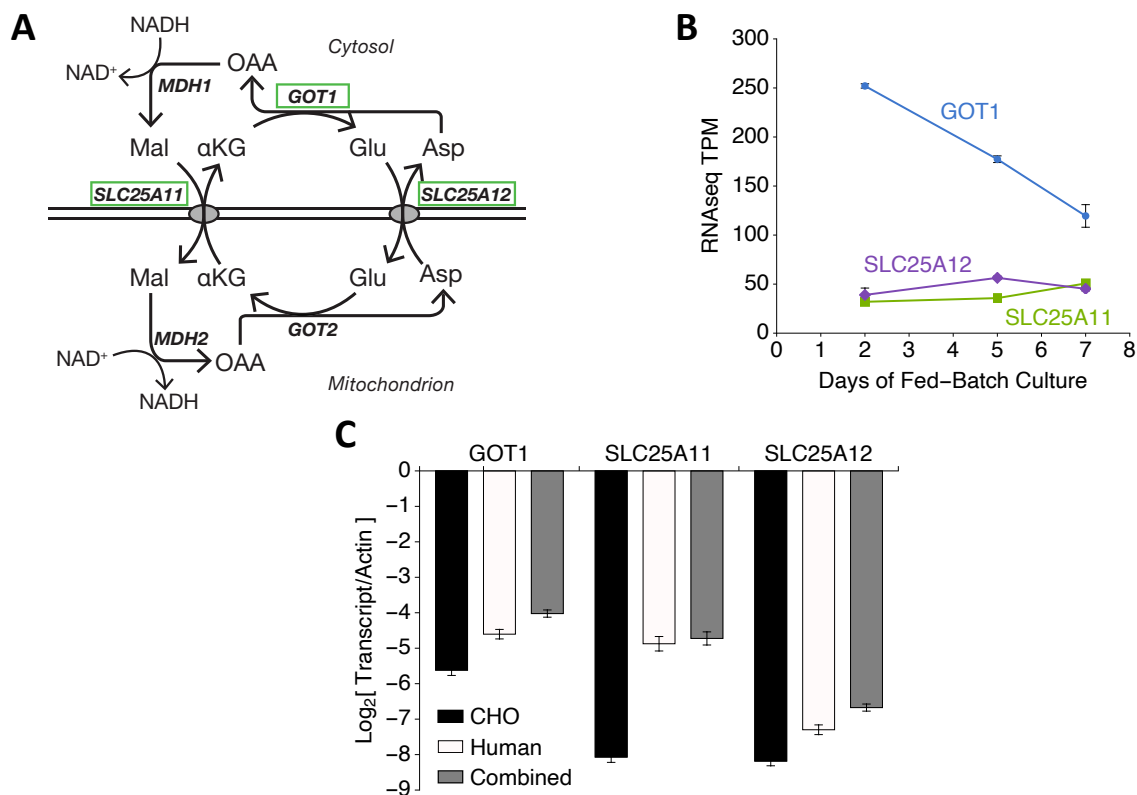 A
NADH
Cytosol
NAD+
OAA
MDH1
GOT1
Mal
αKG
Glu
Asp
SLC25A11
SLC25A12
Mal
αKG
Glu
Asp
MDH2
GOT2
NAD+
OAA
NADH
Mitochondrion
B
RNAseq TPM
300
250
200
150
100
50
0
GOT1
SLC25A12
SLC25A11
0 1 2 3 4 5 6 7 8
Days of Fed−Batch Culture
C
GOT1 SLC25A11 SLC25A12
Log2[ Transcript/Actin ]
0
−1
−2
−3
−4
−5
−6
−7
−8
−9
CHO
Human
Combined